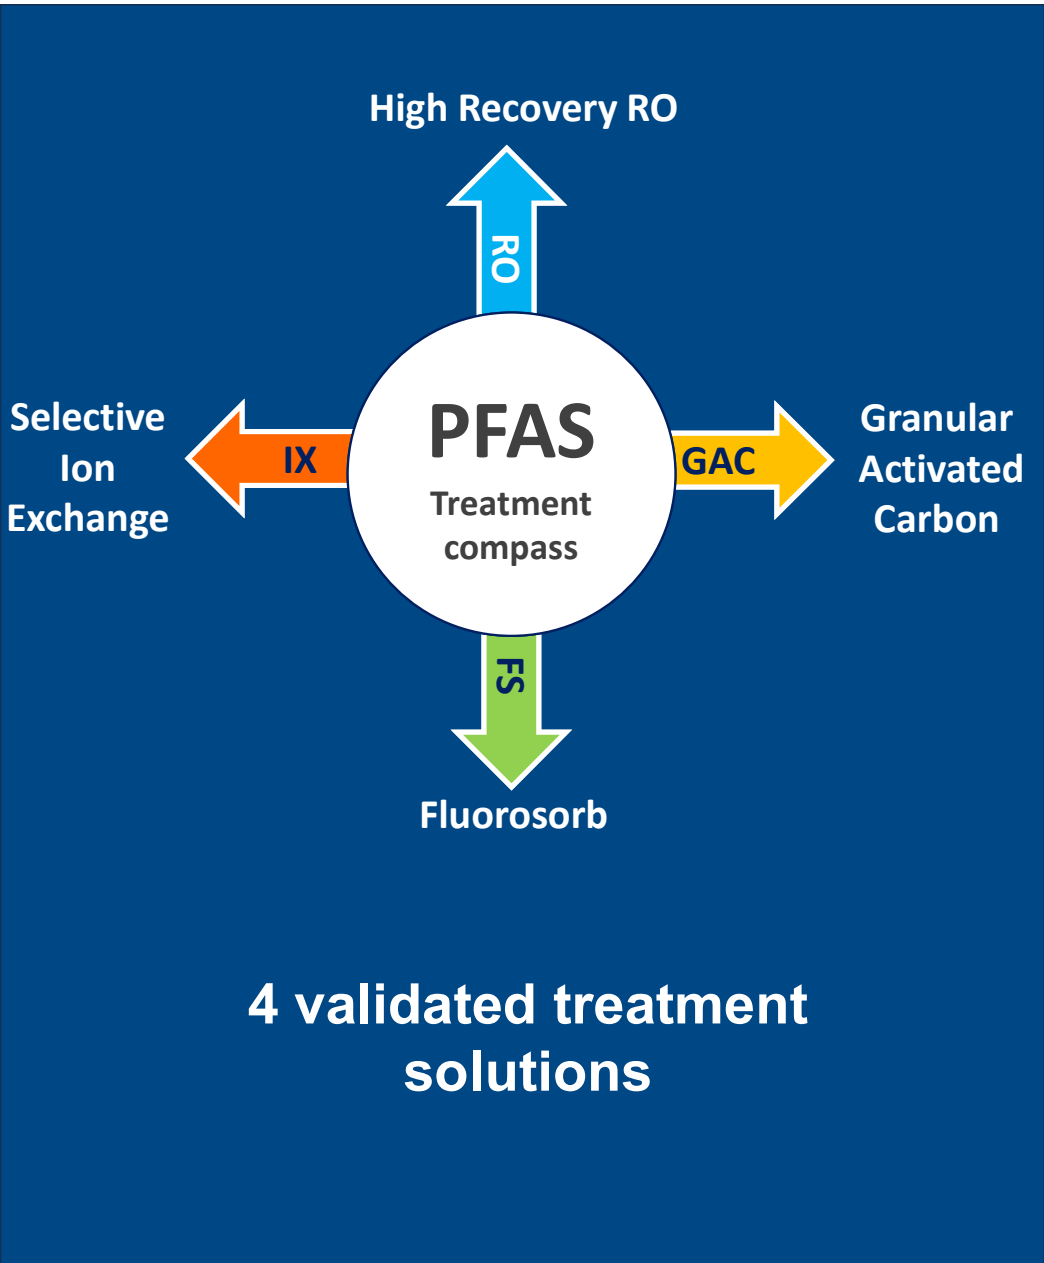 High Recovery RO
RO
Selective
Ion
Exchange
IX
PFAS
Treatment
compass
GAC
Granular
Activated
Carbon
FS
Fluorosorb
4 validated treatment
solutions